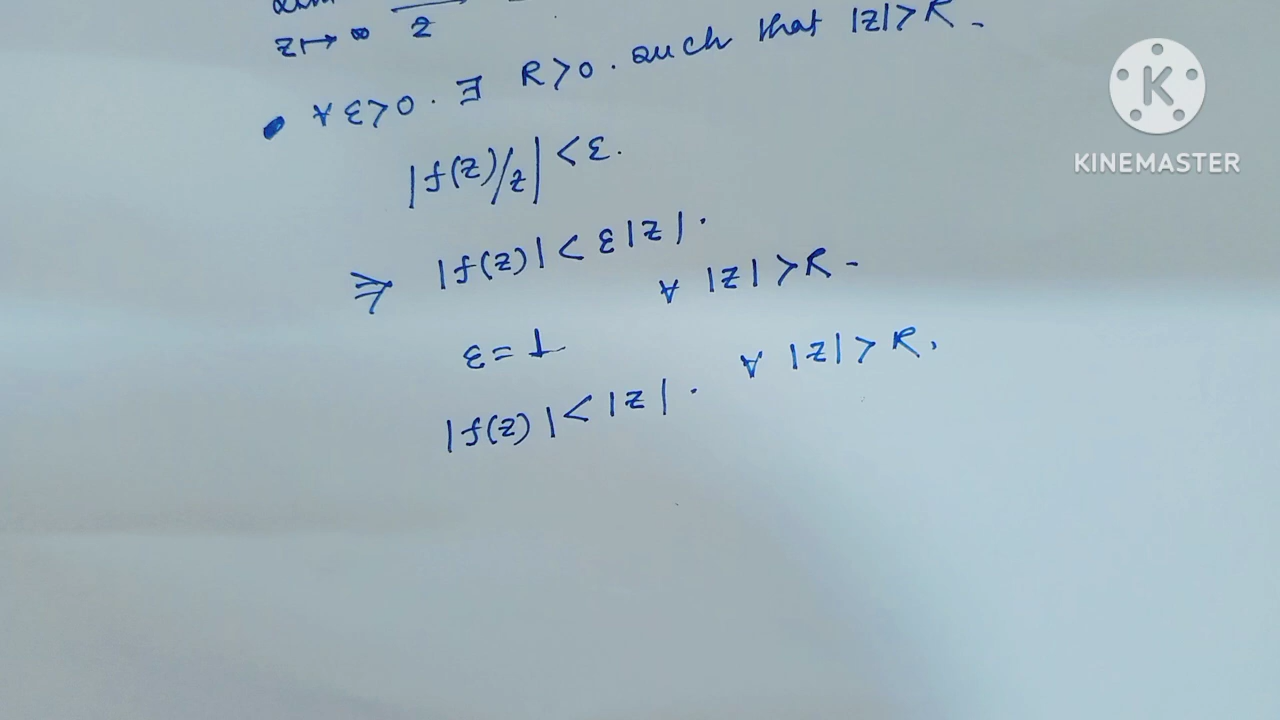 z↦∞ z
• ∀ ε>0. ∃ R>0. such that |z|>R.
|f(z)/z| < ε.
⇒ |f(z)| < ε|z|.
∀ |z|>R.
ε = 1
|f(z)| < |z|. ∀ |z|>R.
KINEMASTER